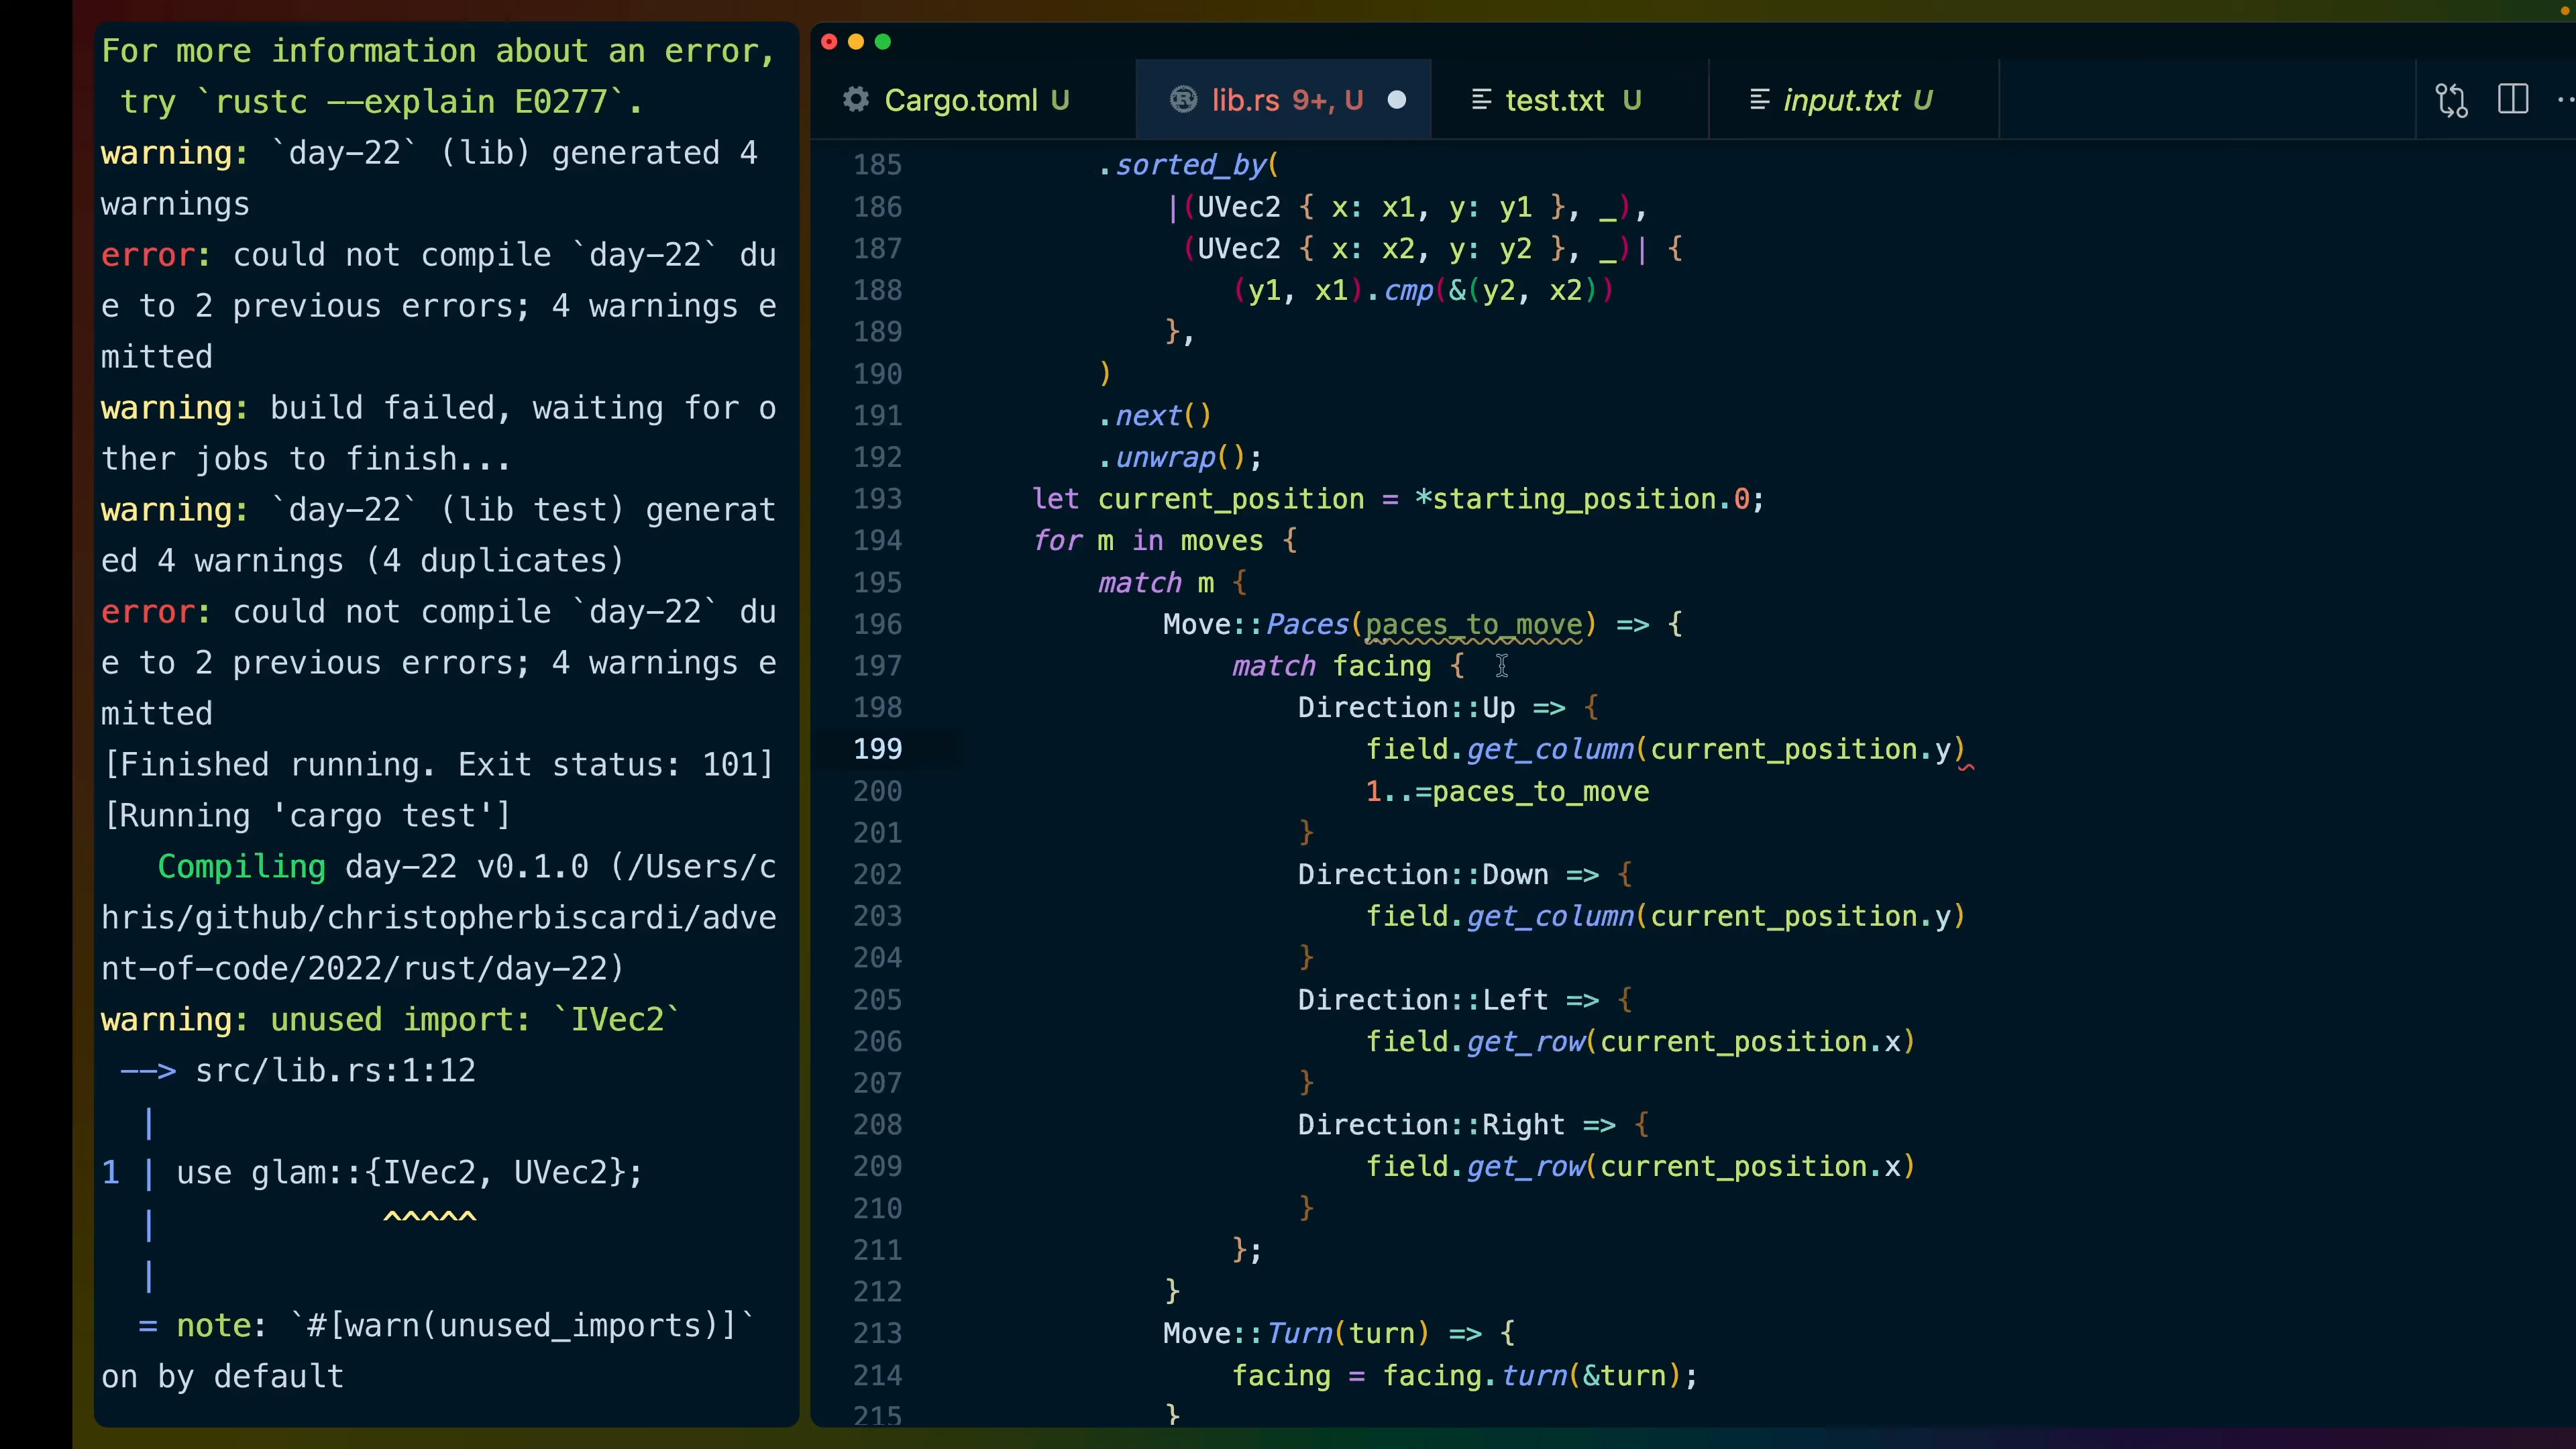 For more information about an error,
 try `rustc --explain E0277`.
warning: `day-22` (lib) generated 4
warnings
error: could not compile `day-22` du
e to 2 previous errors; 4 warnings e
mitted
warning: build failed, waiting for o
ther jobs to finish...
warning: `day-22` (lib test) generat
ed 4 warnings (4 duplicates)
error: could not compile `day-22` du
e to 2 previous errors; 4 warnings e
mitted
[Finished running. Exit status: 101]
[Running 'cargo test']
   Compiling day-22 v0.1.0 (/Users/c
hris/github/christopherbiscardi/adve
nt-of-code/2022/rust/day-22)
warning: unused import: `IVec2`
 --> src/lib.rs:1:12
  |
1 | use glam::{IVec2, UVec2};
  |            ^^^^^
  |
  = note: `#[warn(unused_imports)]`
on by default
Cargo.toml U
lib.rs 9+, U
test.txt U
input.txt U
185 .sorted_by(
186 |(UVec2 { x: x1, y: y1 }, _),
187 (UVec2 { x: x2, y: y2 }, _)| {
188 (y1, x1).cmp(&(y2, x2))
189 },
190 )
191 .next()
192 .unwrap();
193 let current_position = *starting_position.0;
194 for m in moves {
195 match m {
196 Move::Paces(paces_to_move) => {
197 match facing {
198 Direction::Up => {
199 field.get_column(current_position.y)
200 1..=paces_to_move
201 }
202 Direction::Down => {
203 field.get_column(current_position.y)
204 }
205 Direction::Left => {
206 field.get_row(current_position.x)
207 }
208 Direction::Right => {
209 field.get_row(current_position.x)
210 }
211 };
212 }
213 Move::Turn(turn) => {
214 facing = facing.turn(&turn);
215 }